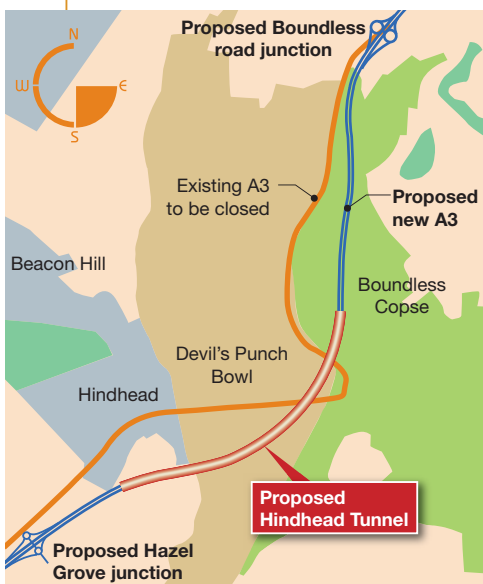 Proposed Boundless
road junction
N
W
E
S
Existing A3
to be closed
Proposed
new A3
Beacon Hill
Boundless
Copse
Devil's Punch
Bowl
Hindhead
Proposed
Hindhead Tunnel
Proposed Hazel
Grove junction